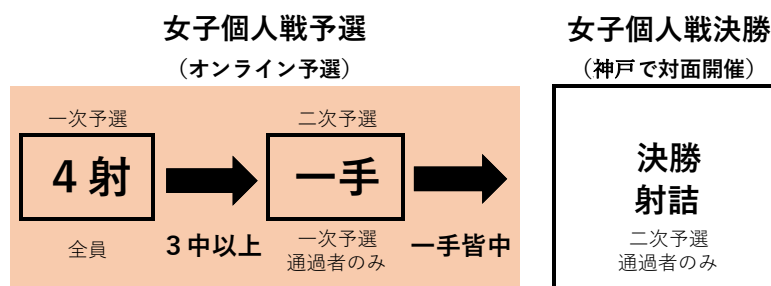 女子個人戦予選
（オンライン予選）
一次予選
４射
全員
３中以上
二次予選
一手
一次予選
通過者のみ
一手皆中
女子個人戦決勝
（神戸で対面開催）
決勝
射詰
二次予選
通過者のみ